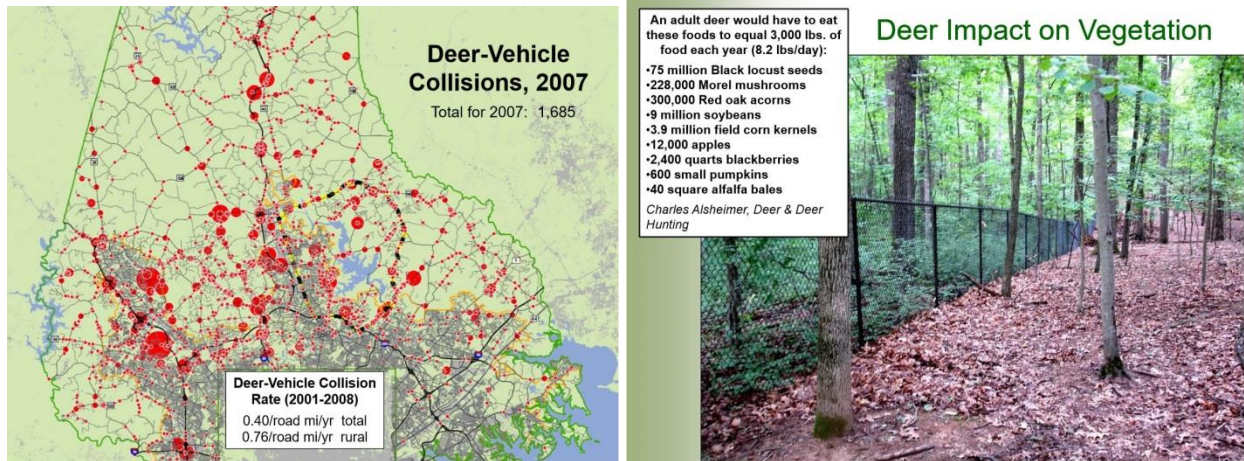 Deer-Vehicle
Collisions, 2007
Total for 2007: 1,685
Deer-Vehicle Collision
Rate (2001-2008)
0.40/road mi/yr total
0.76/road mi/yr rural
An adult deer would have to eat
these foods to equal 3,000 lbs. of
food each year (8.2 lbs/day):
•75 million Black locust seeds
•228,000 Morel mushrooms
•300,000 Red oak acorns
•9 million soybeans
•3.9 million field corn kernels
•12,000 apples
•2,400 quarts blackberries
•600 small pumpkins
•40 square alfalfa bales
Charles Alsheimer, Deer & Deer
Hunting
Deer Impact on Vegetation